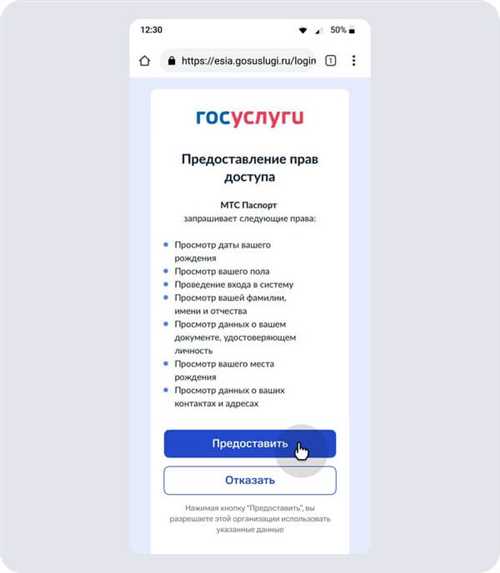 12:30
50%
https://esia.gosuslugi.ru/login
1
госуслуги
Предоставление прав
доступа
МТС Паспорт
запрашивает следующие права:
Просмотр даты вашего
рождения
Просмотр вашего пола
Проведение входа в систему
Просмотр вашей фамилии,
имени и отчества
Просмотр данных о вашем
документе, удостоверяющем
личность
Просмотр вашего места
рождения
Просмотр данных о ваших
контактах и адресах
Предоставить
Отказать
Нажимая кнопку "Предоставить", вы
разрешаете этой организации использовать
указанные данные